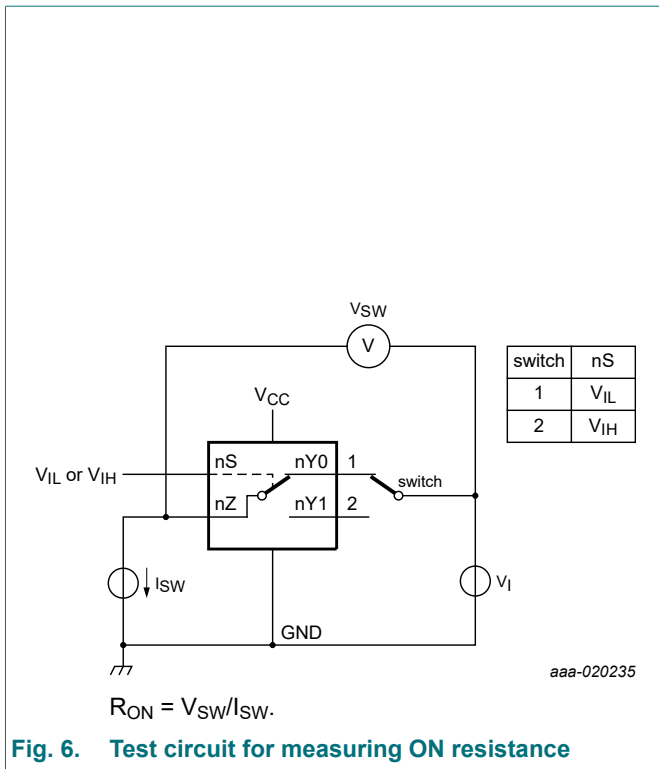 VSW
V
switch nS
1 VIL
2 VIH
VCC
VIL or VIH
nS
nY0
1
switch
nZ
nY1
2
ISW
VI
GND
aaa-020235
RON = VSW/ISW.
Fig. 6. Test circuit for measuring ON resistance